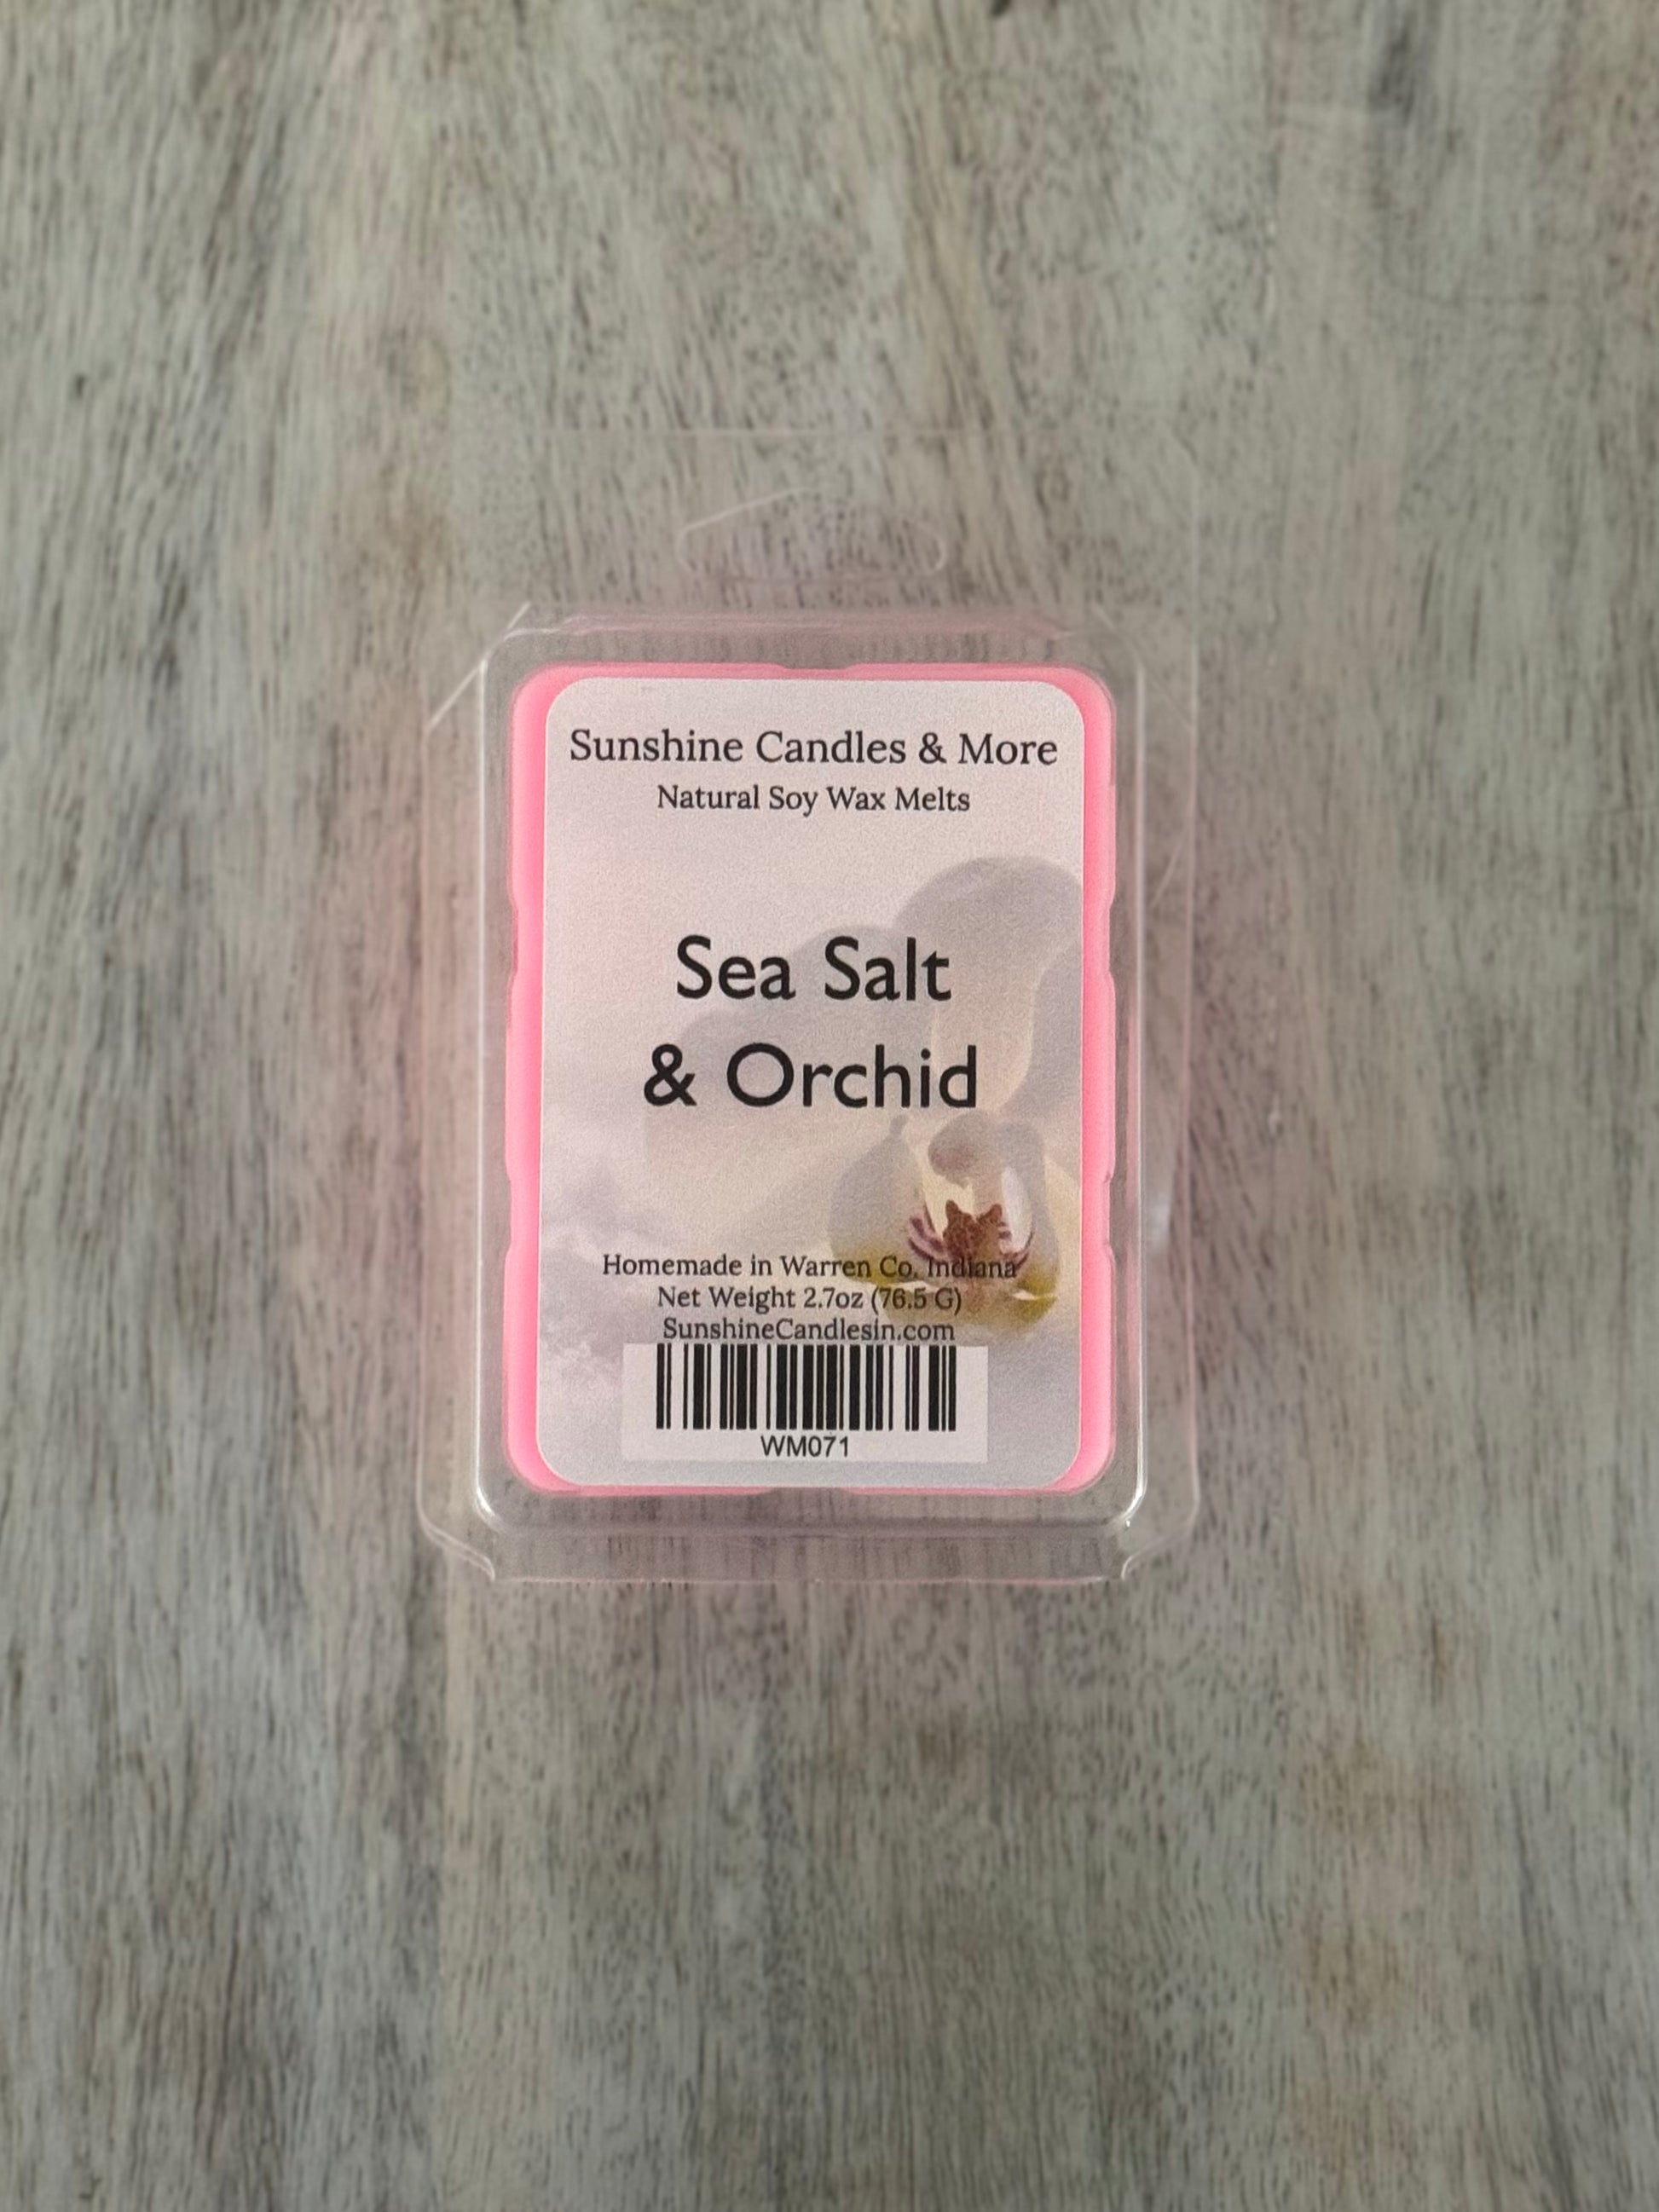 Sunshine Candles & More
Natural Soy Wax Melts
Sea Salt
& Orchid
Homemade in Warren Co, Indiana
Net Weight 2.7oz (76.5 G)
SunshineCandlesin.com
WM071